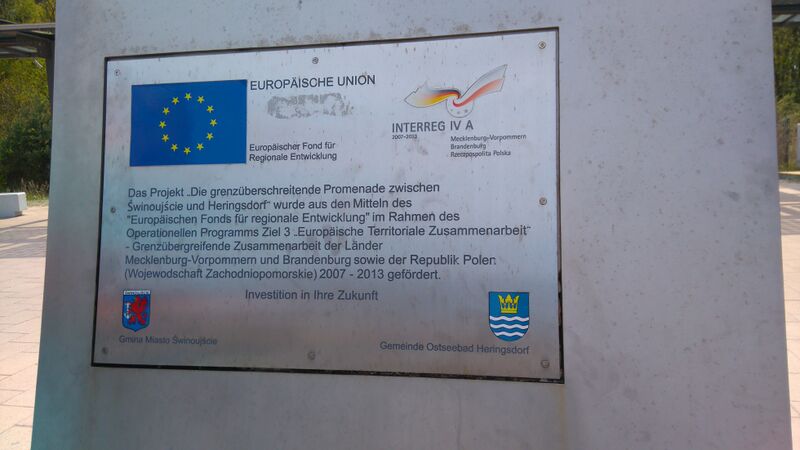 EUROPÄISCHE UNION
Europäischer Fond für
Regionale Entwicklung
INTERREG IV A
2007-2013
Mecklenburg-Vorpommern
Brandenburg
Rzeczpospolita Polska
Das Projekt „Die grenzüberschreitende Promenade zwischen
Świnoujście und Heringsdorf" wurde aus den Mitteln des
"Europäischen Fonds für regionale Entwicklung" im Rahmen des
Operationellen Programms Ziel 3 „Europäische Territoriale Zusammenarbeit"
- Grenzübergreifende Zusammenarbeit der Länder
Mecklenburg-Vorpommern und Brandenburg sowie der Republik Polen
(Wojewodschaft Zachodniopomorskie) 2007 - 2013 gefördert.
Investition in Ihre Zukunft
ŚWINOUJŚCIE
Gmina Miasto Świnoujście
Gemeinde Ostseebad Heringsdorf